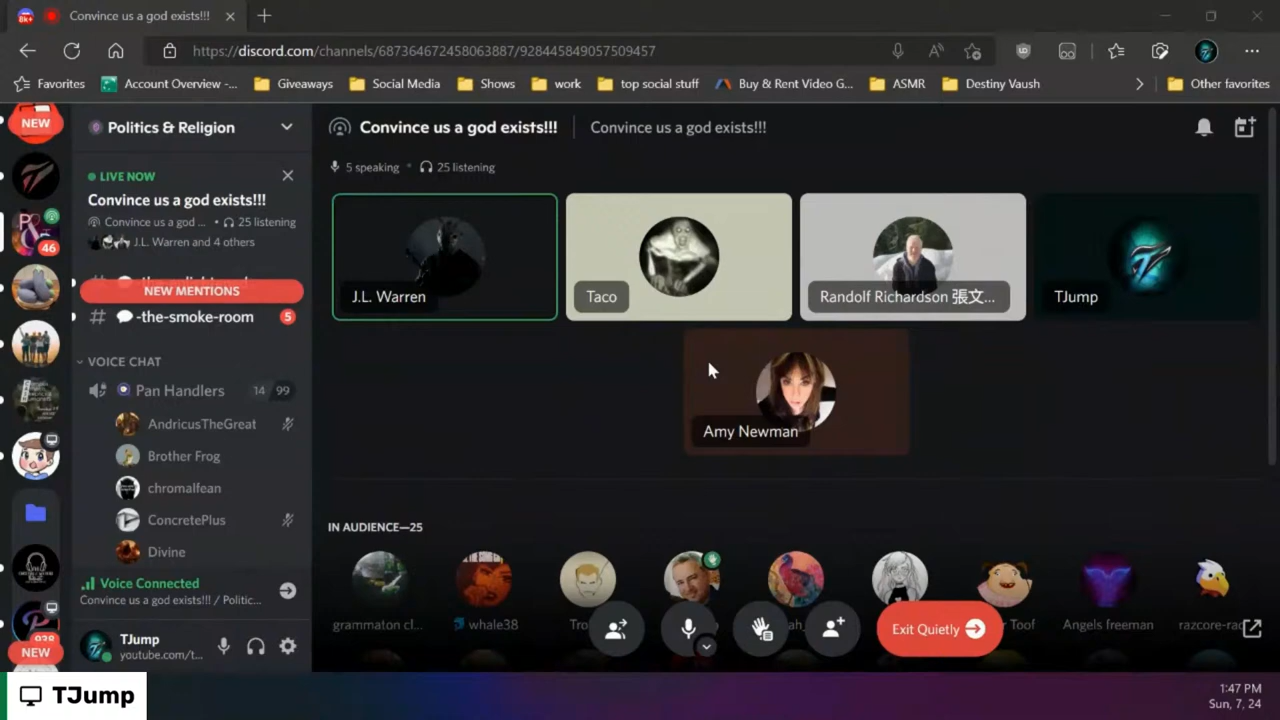 8k+
Convince us a god exists!!!
https://discord.com/channels/687364672458063887/928445849057509457
Favorites
Account Overview -...
Giveaways
Social Media
Shows
work
top social stuff
Buy & Rent Video G...
ASMR
Destiny Vaush
Other favorites
NEW
Politics & Religion
Convince us a god exists!!!
Convince us a god exists!!!
LIVE NOW
5 speaking
25 listening
Convince us a god exists!!!
Convince us a god ...
25 listening
46
J.L. Warren and 4 others
NEW MENTIONS
-the-smoke-room
5
J.L. Warren
Taco
Randolf Richardson 張文...
TJump
VOICE CHAT
Pan Handlers
14
99
AndricusTheGreat
Amy Newman
Brother Frog
chromalfean
ConcretePlus
IN AUDIENCE—25
Divine
Voice Connected
Convince us a god exists!!! / Politic...
grammaton cl...
whale38
Exit Quietly
Toof
Angels freeman
938
NEW
TJump
youtube.com/t...
TJump
1:47 PM
Sun, 7, 24